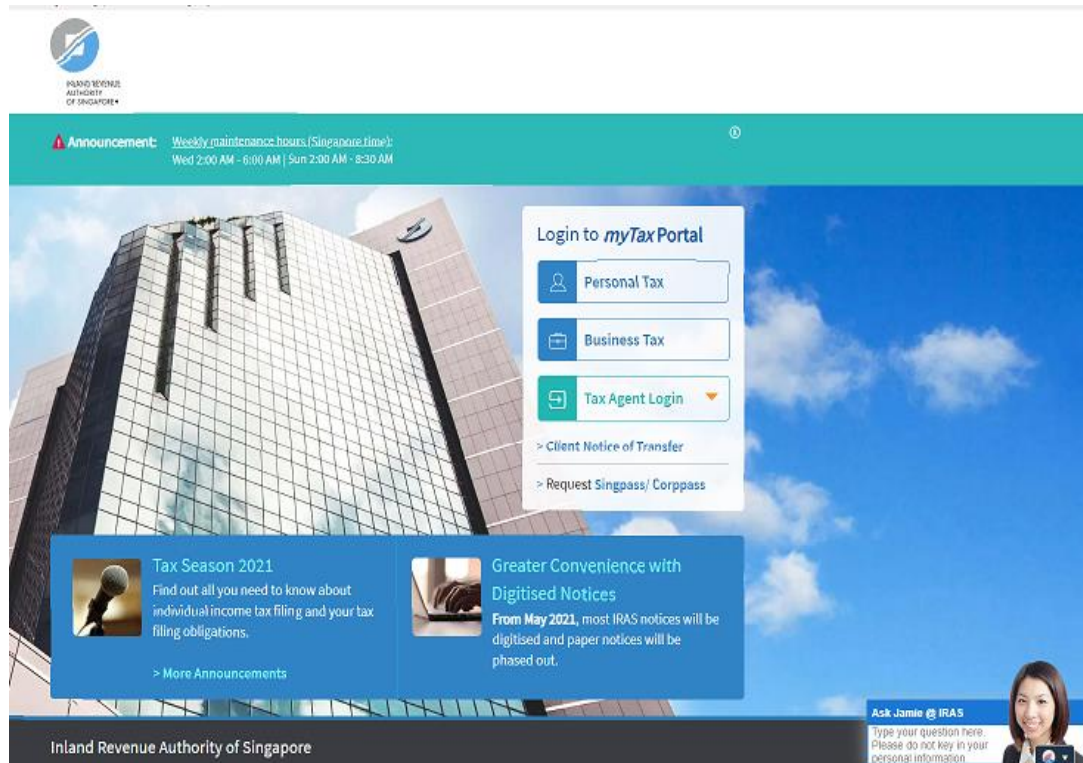 INLAND REVENUE
AUTHORITY
OF SINGAPORE
Announcement:
Weekly maintenance hours (Singapore time):
Wed 2:00 AM - 6:00 AM | Sun 2:00 AM - 8:30 AM
Login to myTax Portal
Personal Tax
Business Tax
Tax Agent Login
> Client Notice of Transfer
> Request Singpass/ Corppass
Tax Season 2021
Find out all you need to know about
individual income tax filing and your tax
filing obligations.
> More Announcements
Greater Convenience with
Digitised Notices
From May 2021, most IRAS notices will be
digitised and paper notices will be
phased out.
Ask Jamie @ IRAS
Type your question here.
Please do not key in your
personal information
Inland Revenue Authority of Singapore